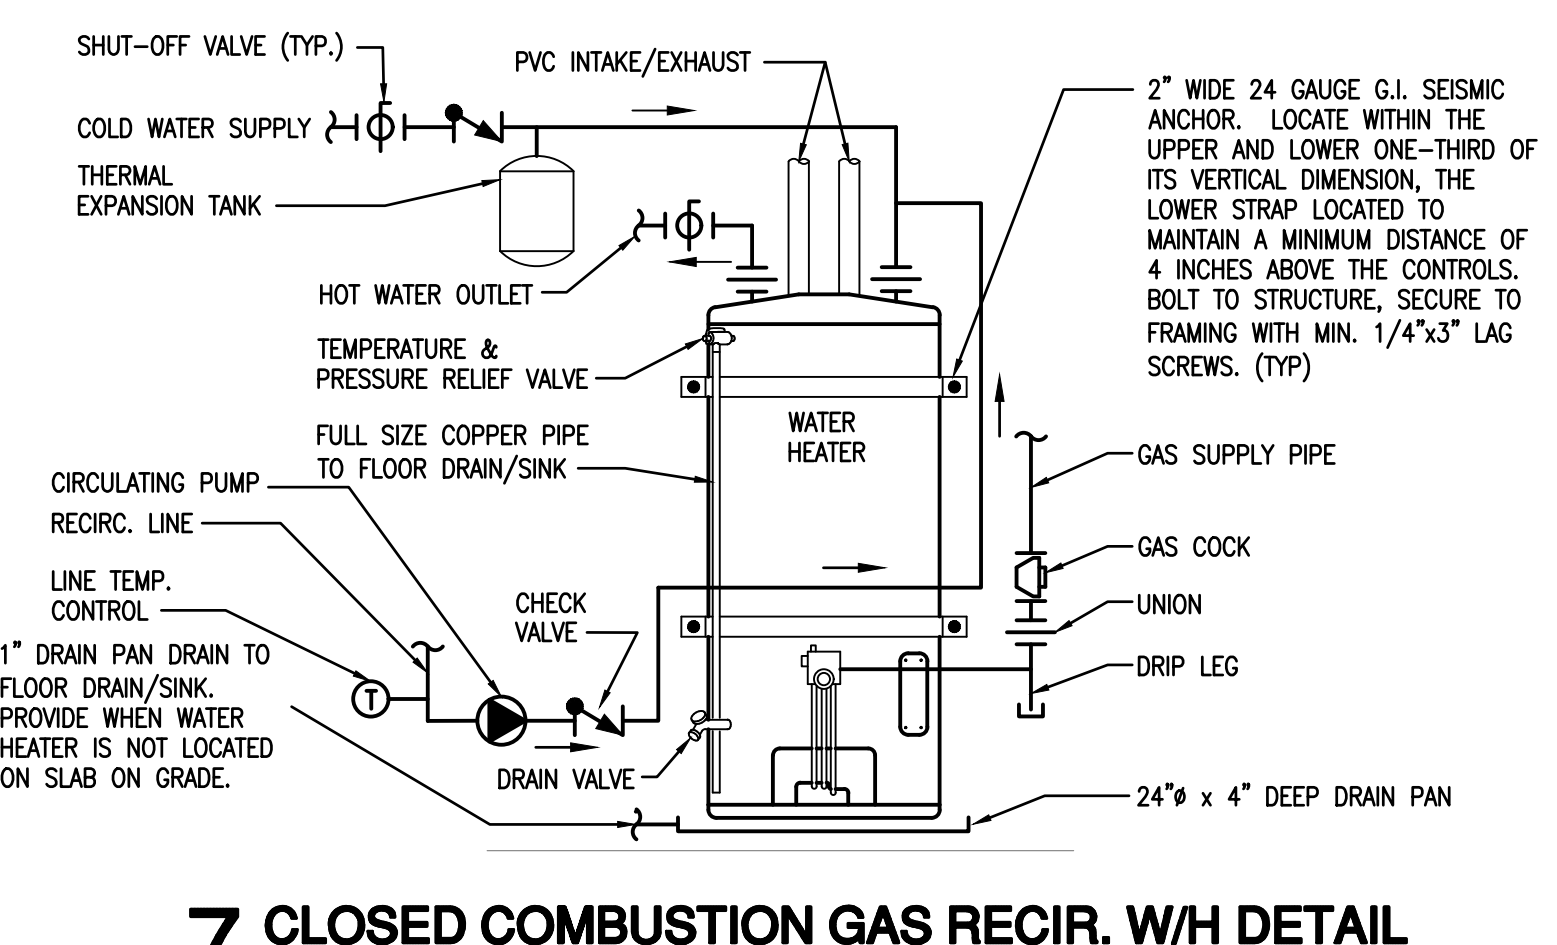 SHUT-OFF VALVE (TYP.)
COLD WATER SUPPLY
THERMAL
EXPANSION TANK
PVC INTAKE/EXHAUST
2" WIDE 24 GAUGE G.I. SEISMIC
ANCHOR. LOCATE WITHIN THE
UPPER AND LOWER ONE-THIRD OF
ITS VERTICAL DIMENSION, THE
LOWER STRAP LOCATED TO
MAINTAIN A MINIMUM DISTANCE OF
4 INCHES ABOVE THE CONTROLS.
BOLT TO STRUCTURE, SECURE TO
FRAMING WITH MIN. 1/4"x3" LAG
SCREWS. (TYP)
HOT WATER OUTLET
TEMPERATURE &
PRESSURE RELIEF VALVE
FULL SIZE COPPER PIPE
TO FLOOR DRAIN/SINK
WATER
HEATER
CIRCULATING PUMP
RECIRC. LINE
LINE TEMP.
CONTROL
1" DRAIN PAN DRAIN TO
FLOOR DRAIN/SINK.
PROVIDE WHEN WATER
HEATER IS NOT LOCATED
ON SLAB ON GRADE.
T
CHECK
VALVE
DRAIN VALVE
GAS SUPPLY PIPE
GAS COCK
UNION
DRIP LEG
24"ø x 4" DEEP DRAIN PAN
7 CLOSED COMBUSTION GAS RECIR. W/H DETAIL